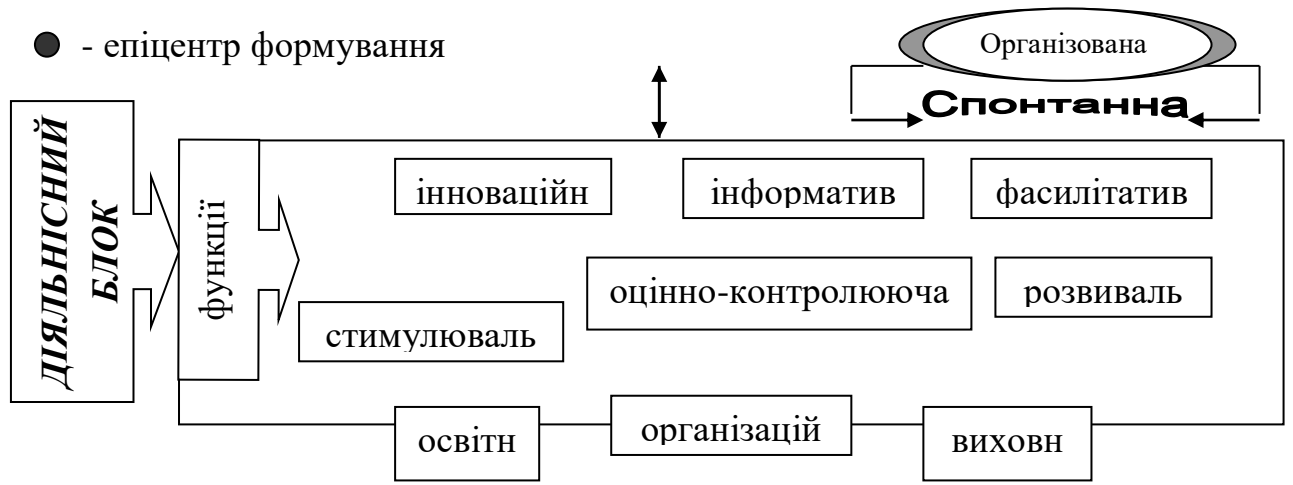 - епіцентр формування
Організована
Спонтанна
ДІЯЛЬНІСНИЙ
БЛОК
функції
інноваційн
інформатив
фасилітатив
оцінно-контролююча
розвиваль
стимулюваль
освітн
організацій
виховн